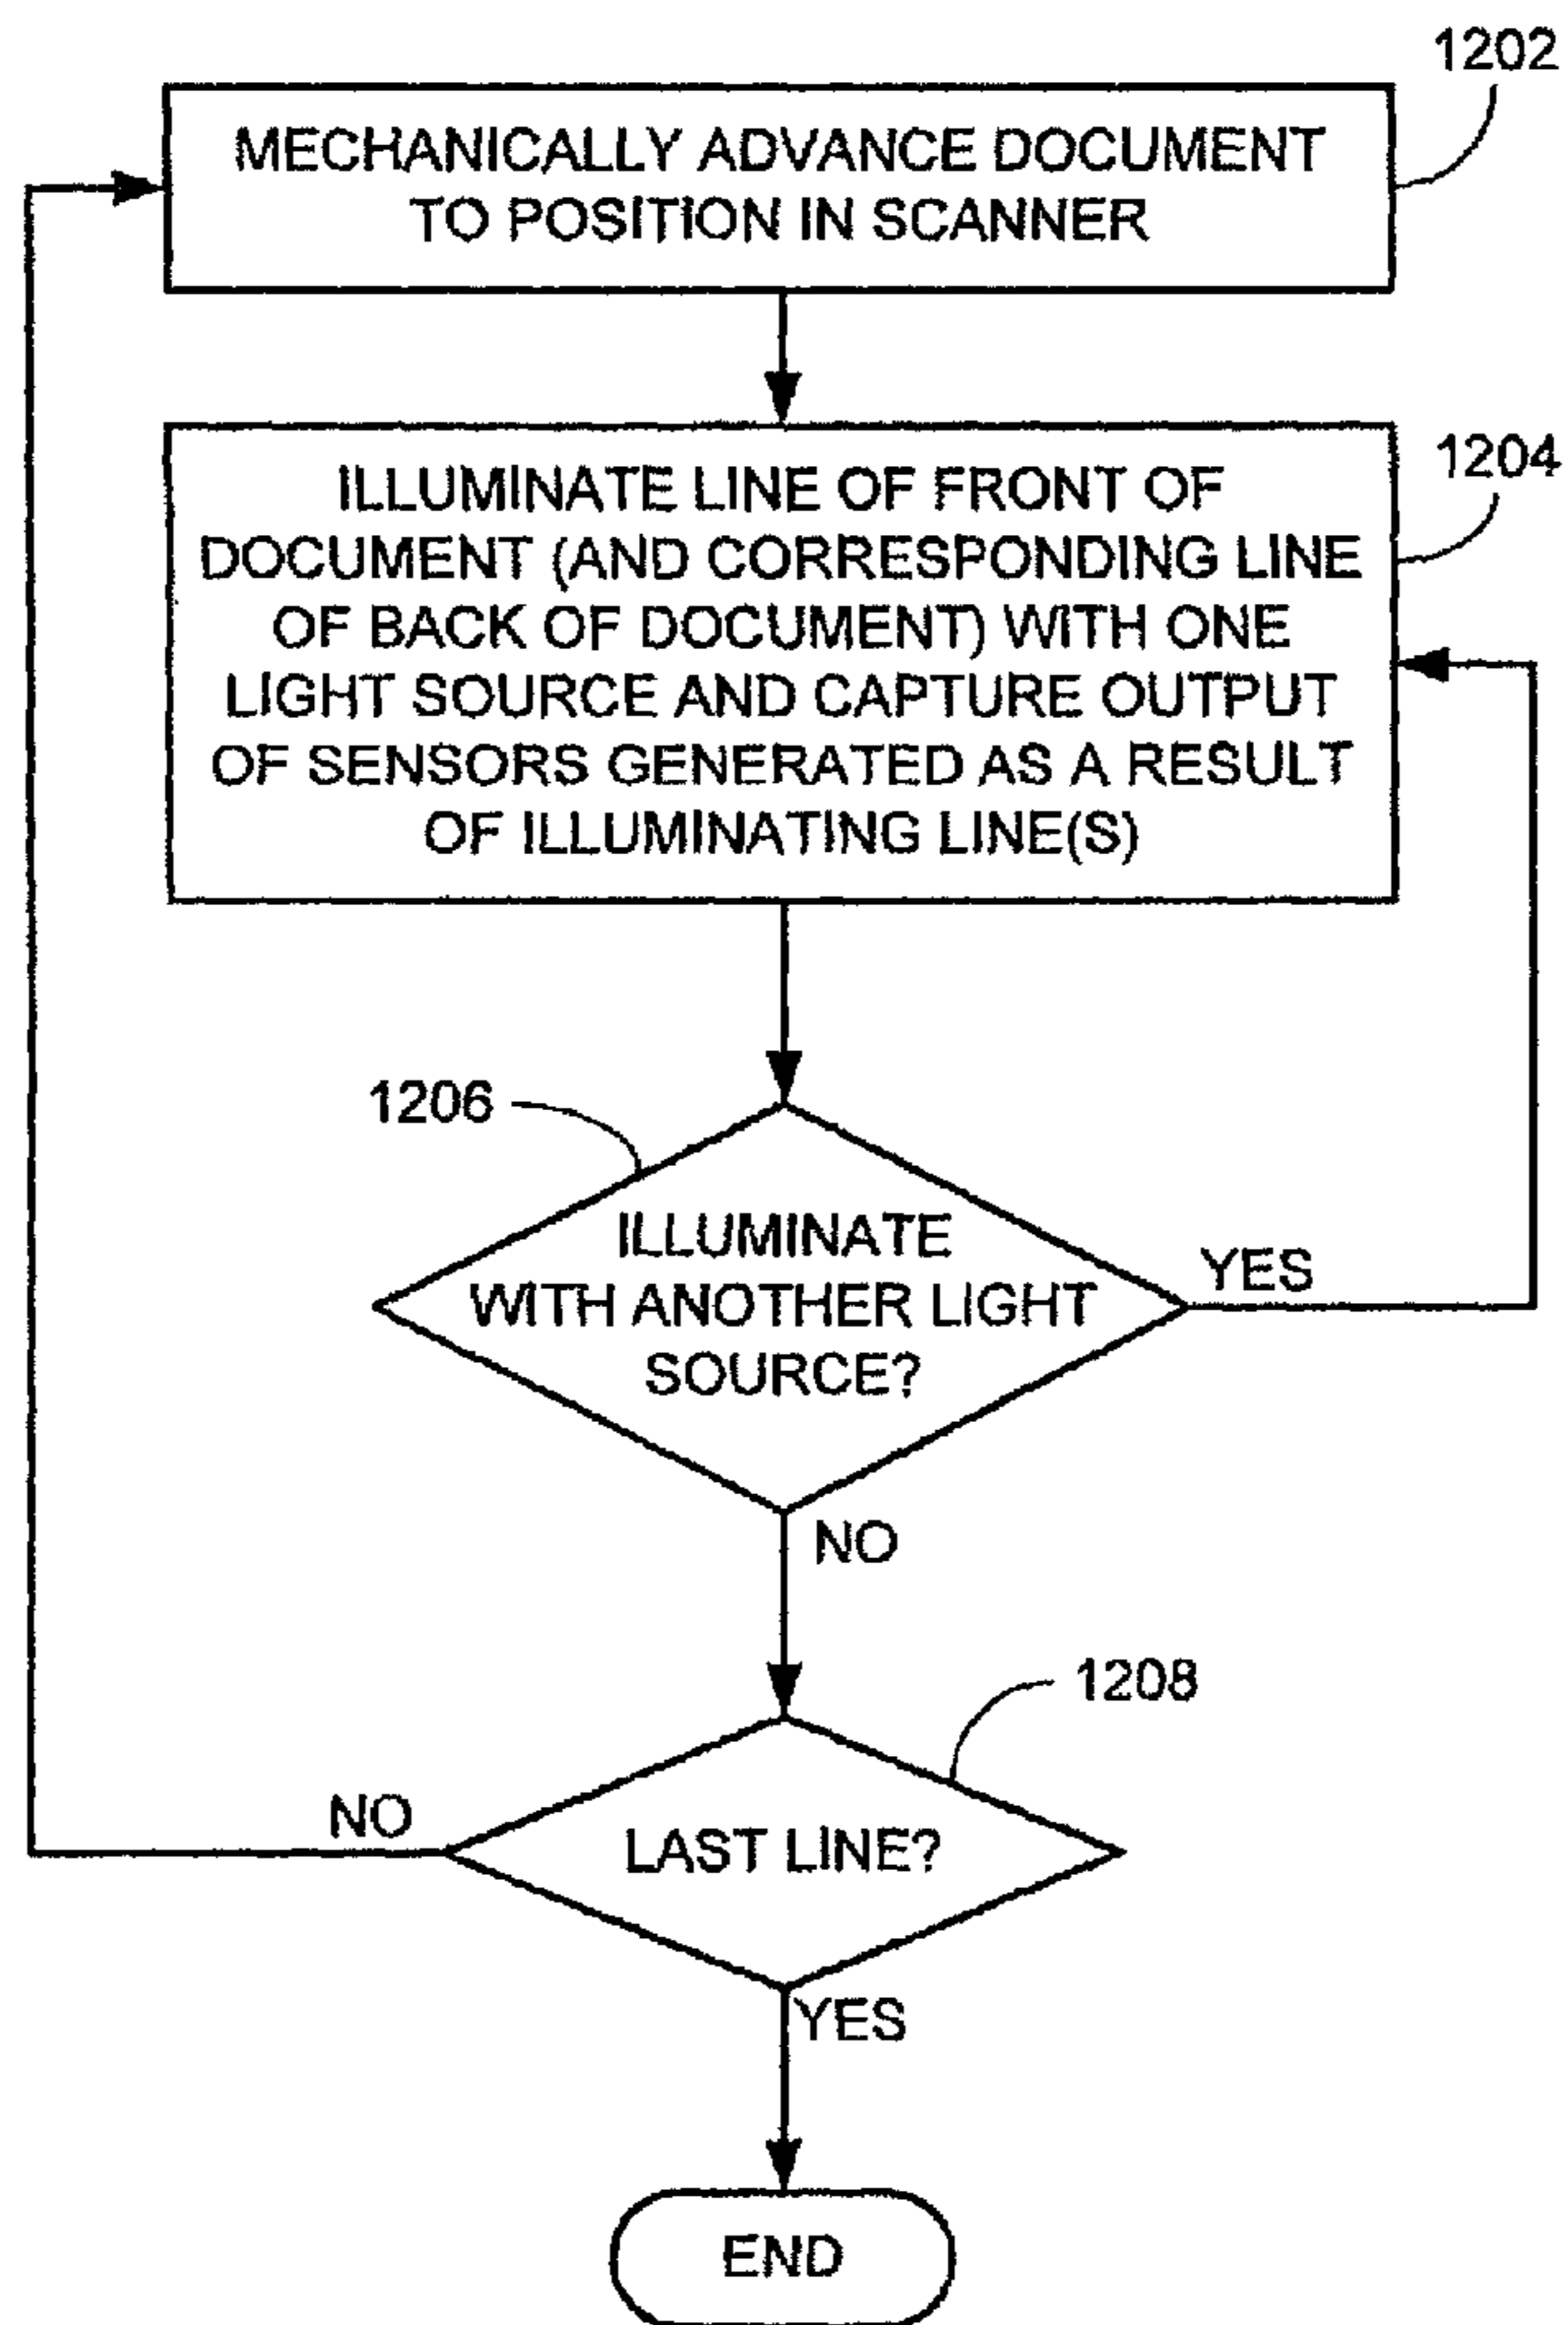 1202
MECHANICALLY ADVANCE DOCUMENT
TO POSITION IN SCANNER
1204
ILLUMINATE LINE OF FRONT OF
DOCUMENT (AND CORRESPONDING LINE
OF BACK OF DOCUMENT) WITH ONE
LIGHT SOURCE AND CAPTURE OUTPUT
OF SENSORS GENERATED AS A RESULT
OF ILLUMINATING LINE(S)
1206
ILLUMINATE
WITH ANOTHER LIGHT
SOURCE?
YES
NO
1208
NO
LAST LINE?
YES
END